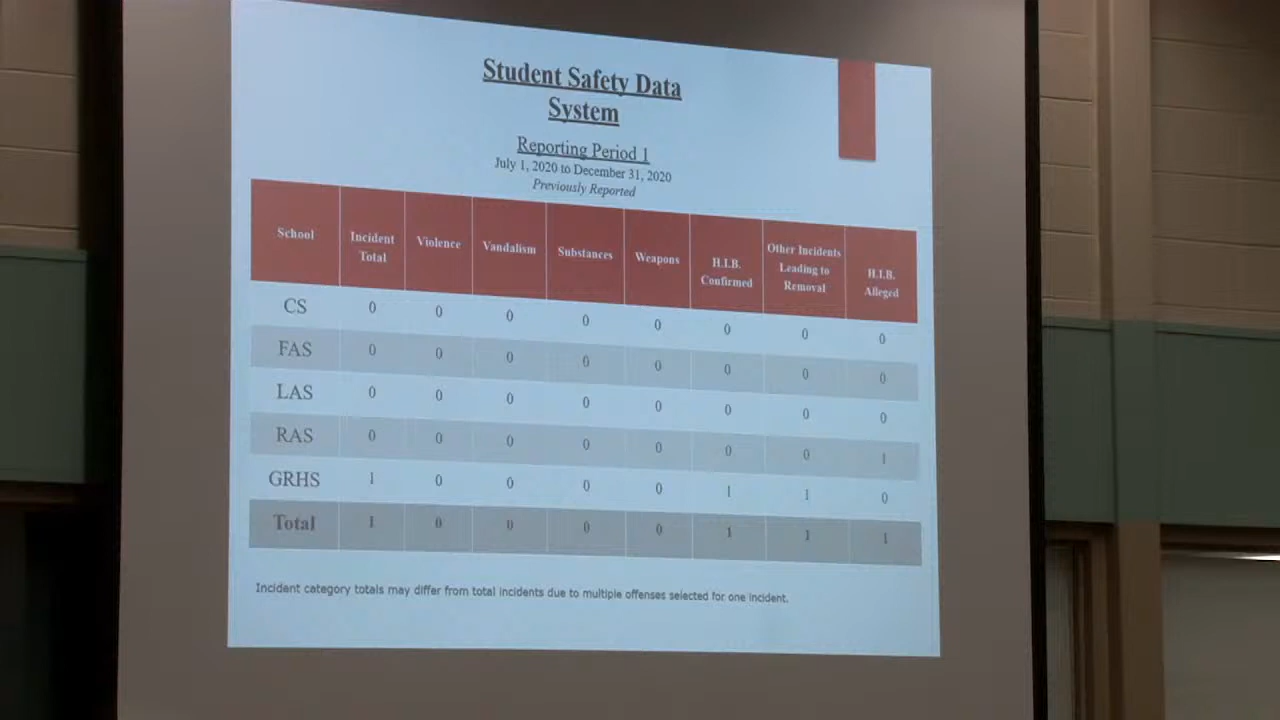 Student Safety Data
System
Reporting Period 1
July 1, 2020 to December 31, 2020
Previously Reported
School Incident Total Violence Vandalism Substances Weapons H.I.B. Confirmed Other Incidents Leading to Removal H.I.B. Alleged
CS 0 0 0 0 0 0 0 0
FAS 0 0 0 0 0 0 0 0
LAS 0 0 0 0 0 0 0 0
RAS 0 0 0 0 0 0 0 1
GRHS 1 0 0 0 0 1 1 0
Total 1 0 0 0 0 1 1 1
Incident category totals may differ from total incidents due to multiple offenses selected for one incident.